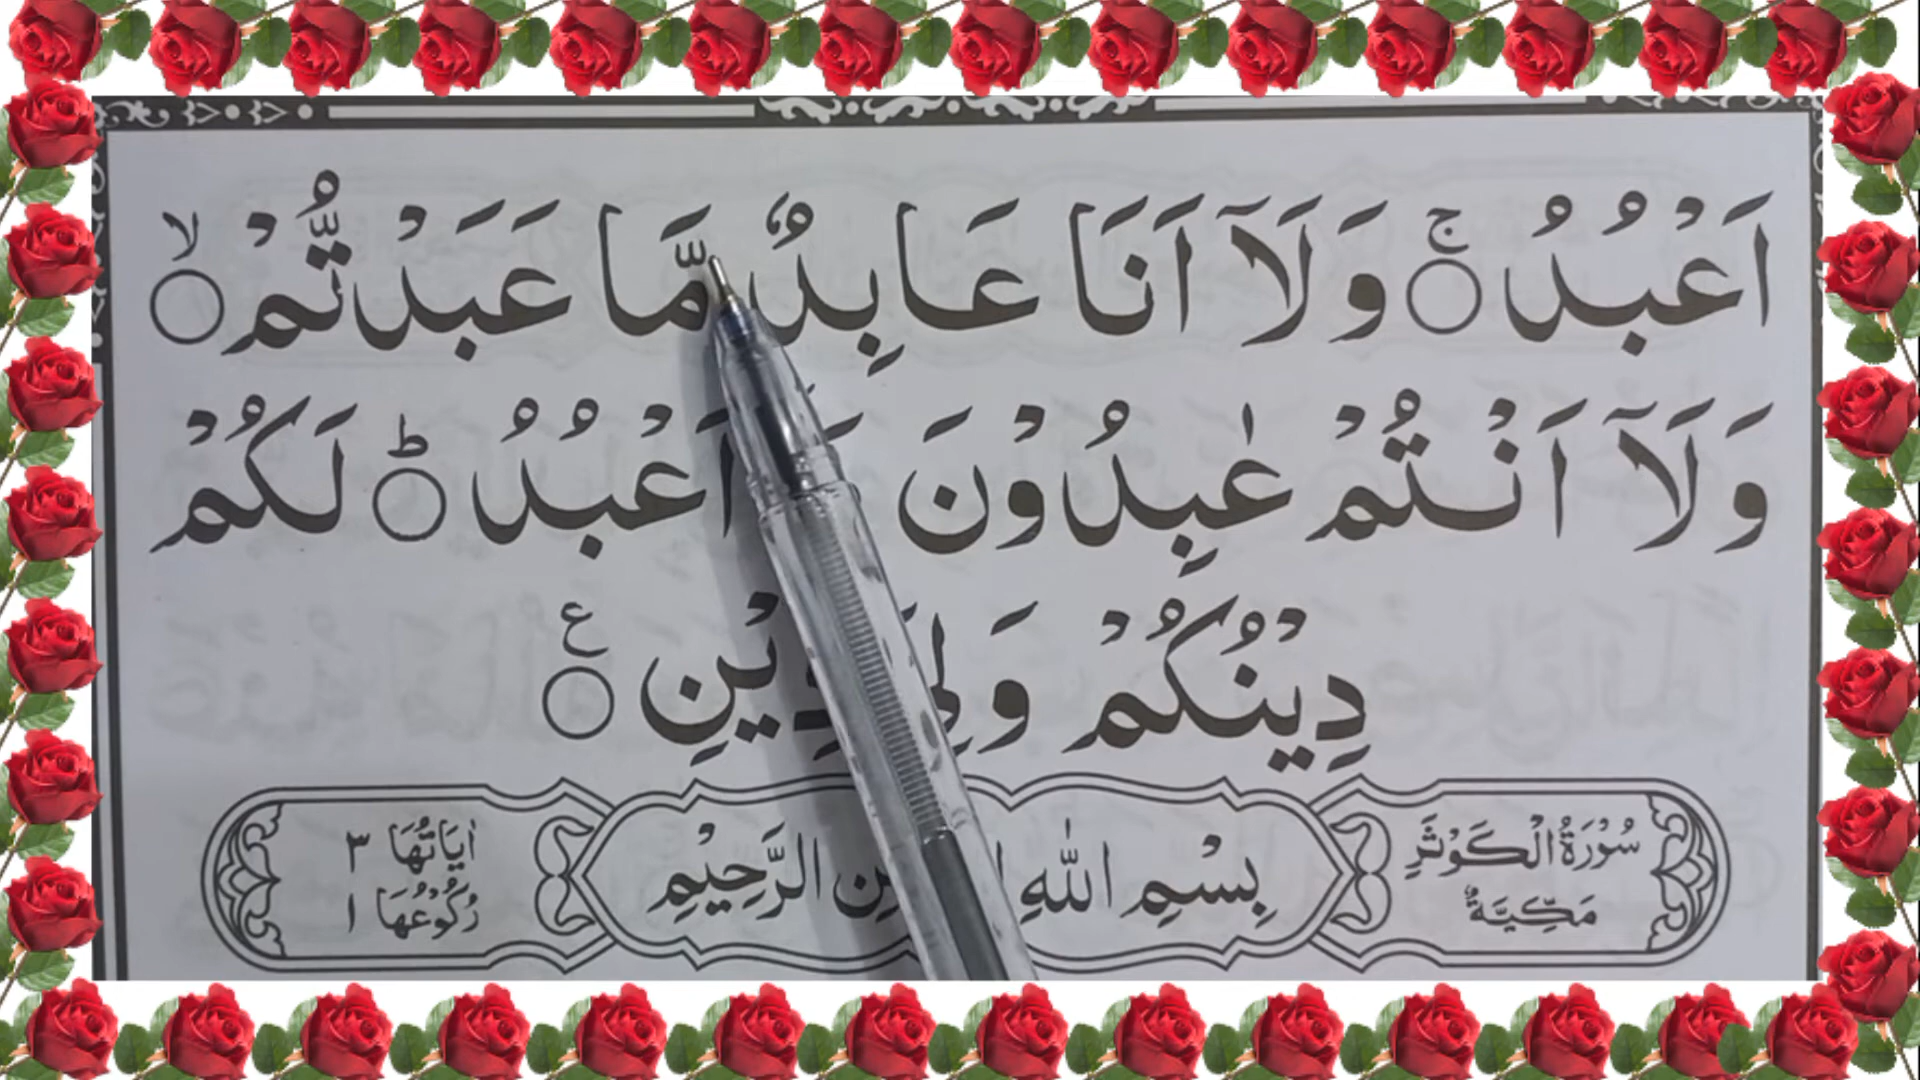 اَعْبُدُ ۚ ○ وَلَآ اَنَا عَابِدٌ مَّا عَبَدْتُّمْ ۙ ○
وَلَآ اَنْتُمْ عٰبِدُوْنَ اَعْبُدُ ؕ ○ لَكُمْ
دِيْنُكُمْ وَلِيَ دِيْنِ ○ ع
سُوْرَةُ الْكَوْثَرِ مَكِّيَّةٌ
بِسْمِ اللّٰهِ الرَّحِيْمِ
اٰيَاتُهَا ٣
رُكُوْعُهَا ١